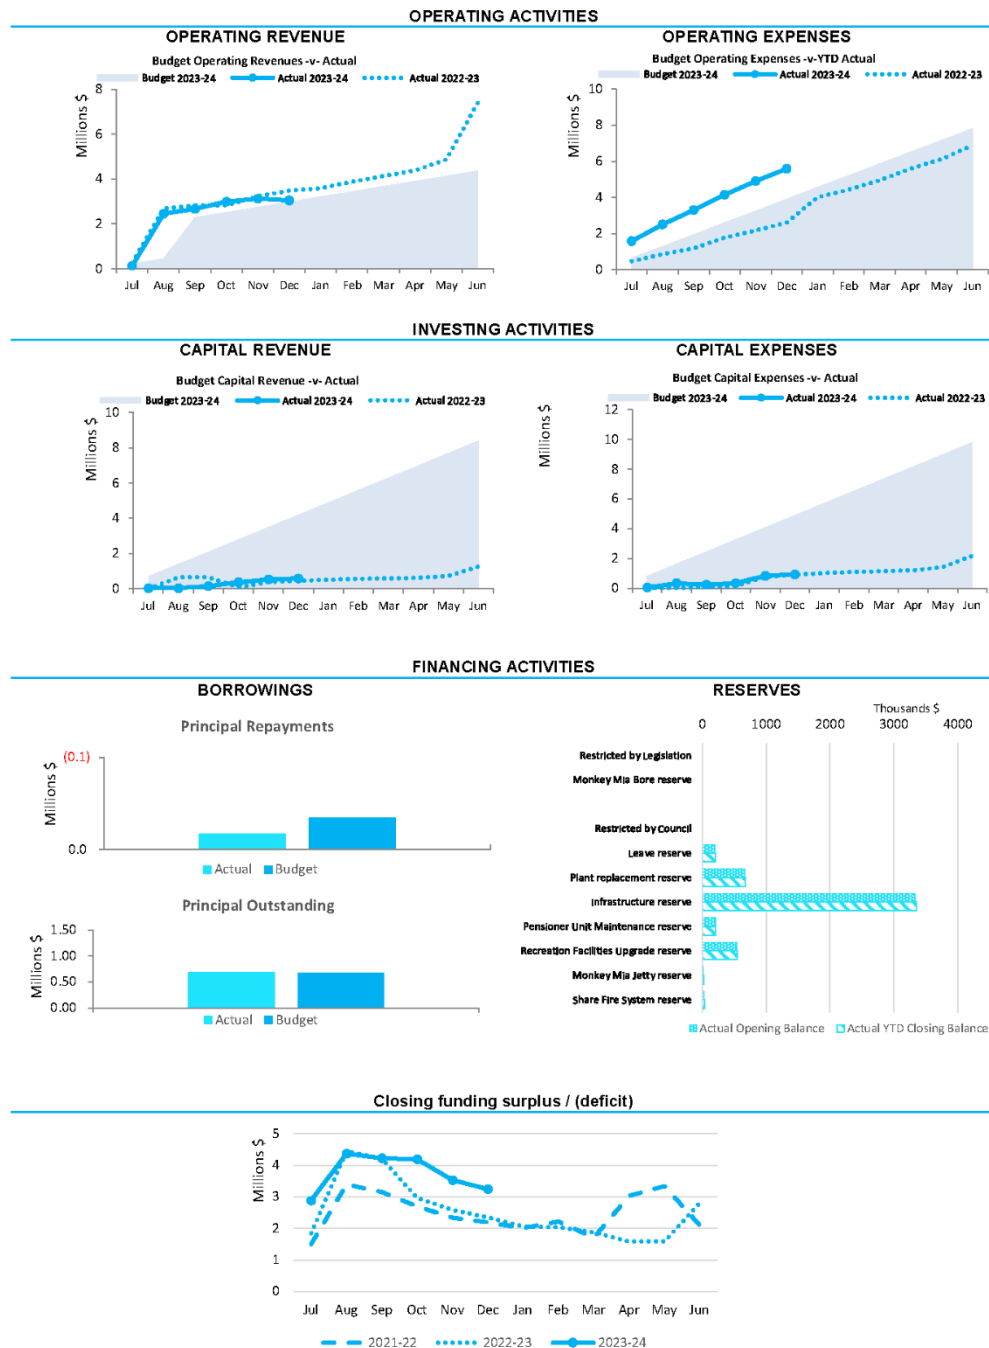 OPERATING ACTIVITIES
OPERATING REVENUE
Budget Operating Revenues -v- Actual
Budget 2023-24 Actual 2023-24 Actual 2022-23
Millions $
8
6
4
2
0
Jul Aug Sep Oct Nov Dec Jan Feb Mar Apr May Jun
OPERATING EXPENSES
Budget Operating Expenses -v- YTD Actual
Budget 2023-24 Actual 2023-24 Actual 2022-23
Millions $
10
8
6
4
2
0
Jul Aug Sep Oct Nov Dec Jan Feb Mar Apr May Jun
INVESTING ACTIVITIES
CAPITAL REVENUE
Budget Capital Revenue -v- Actual
Budget 2023-24 Actual 2023-24 Actual 2022-23
Millions $
10
8
6
4
2
0
Jul Aug Sep Oct Nov Dec Jan Feb Mar Apr May Jun
CAPITAL EXPENSES
Budget Capital Expenses -v- Actual
Budget 2023-24 Actual 2023-24 Actual 2022-23
Millions $
12
10
8
6
4
2
0
Jul Aug Sep Oct Nov Dec Jan Feb Mar Apr May Jun
FINANCING ACTIVITIES
BORROWINGS
Principal Repayments
Millions $
(0.1)
0.0
Actual Budget
Principal Outstanding
Millions $
1.50
1.00
0.50
0.00
Actual Budget
RESERVES
Thousands $
0 1000 2000 3000 4000
Restricted by Legislation
Monkey Mia Bore reserve
Restricted by Council
Leave reserve
Plant replacement reserve
Infrastructure reserve
Pensioner Unit Maintenance reserve
Recreation Facilities Upgrade reserve
Monkey Mia Jetty reserve
Share Fire System reserve
Actual Opening Balance Actual YTD Closing Balance
Closing funding surplus / (deficit)
Millions $
5
4
3
2
1
0
Jul Aug Sep Oct Nov Dec Jan Feb Mar Apr May Jun
2021-22 2022-23 2023-24